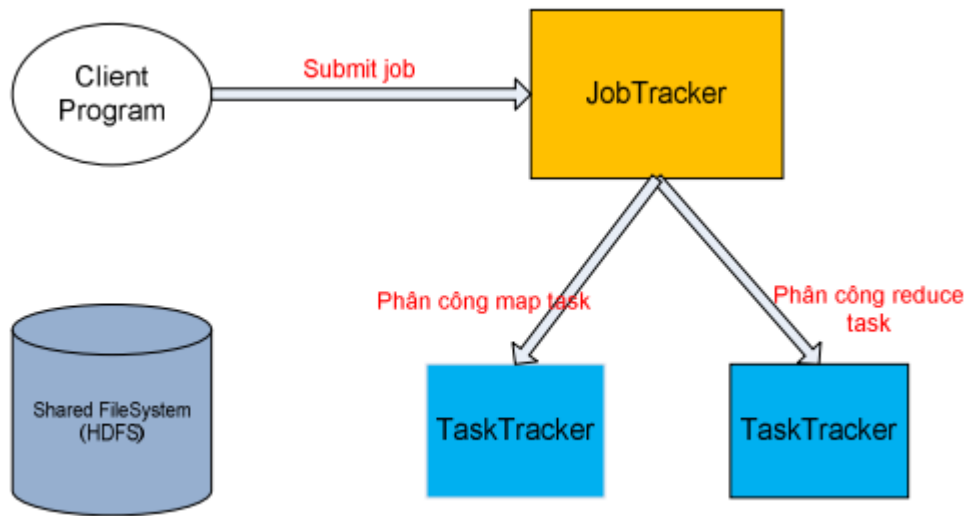 Client
Program
Submit job
JobTracker
Phân công map task
Phân công reduce
task
Shared FileSystem
(HDFS)
TaskTracker
TaskTracker